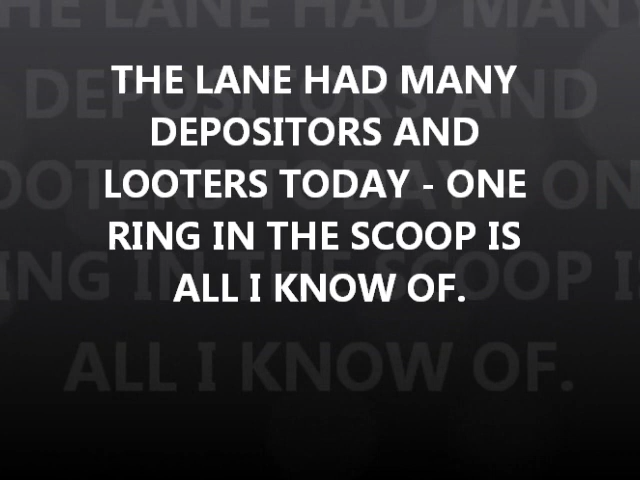 THE LANE HAD MANY
DEPOSITORS AND
LOOTERS TODAY - ONE
RING IN THE SCOOP IS
ALL I KNOW OF.